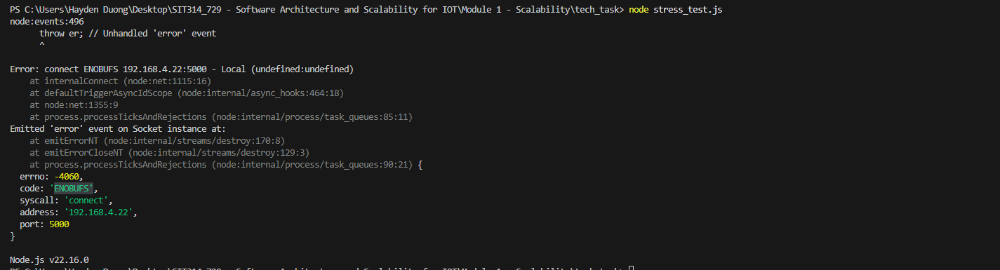 PS C:\Users\Hayden Duong\Desktop\SIT314_729 - Software Architecture and Scalability for IOT\Module 1 - Scalability\tech_task> node stress_test.js
node:events:496
      throw er; // Unhandled 'error' event
      ^

Error: connect ENOBUFS 192.168.4.22:5000 - Local (undefined:undefined)
    at internalConnect (node:net:1115:16)
    at defaultTriggerAsyncIdScope (node:internal/async_hooks:464:18)
    at node:net:1355:9
    at process.processTicksAndRejections (node:internal/process/task_queues:85:11)
Emitted 'error' event on Socket instance at:
    at emitErrorNT (node:internal/streams/destroy:170:8)
    at emitErrorCloseNT (node:internal/streams/destroy:129:3)
    at process.processTicksAndRejections (node:internal/process/task_queues:90:21) {
  errno: -4060,
  code: 'ENOBUFS',
  syscall: 'connect',
  address: '192.168.4.22',
  port: 5000
}

Node.js v22.16.0
PS C:\Users\Hayden Duong\Desktop\SIT314_729 - Software Architecture and Scalability for IOT\Module 1 - Scalability\tech_task>